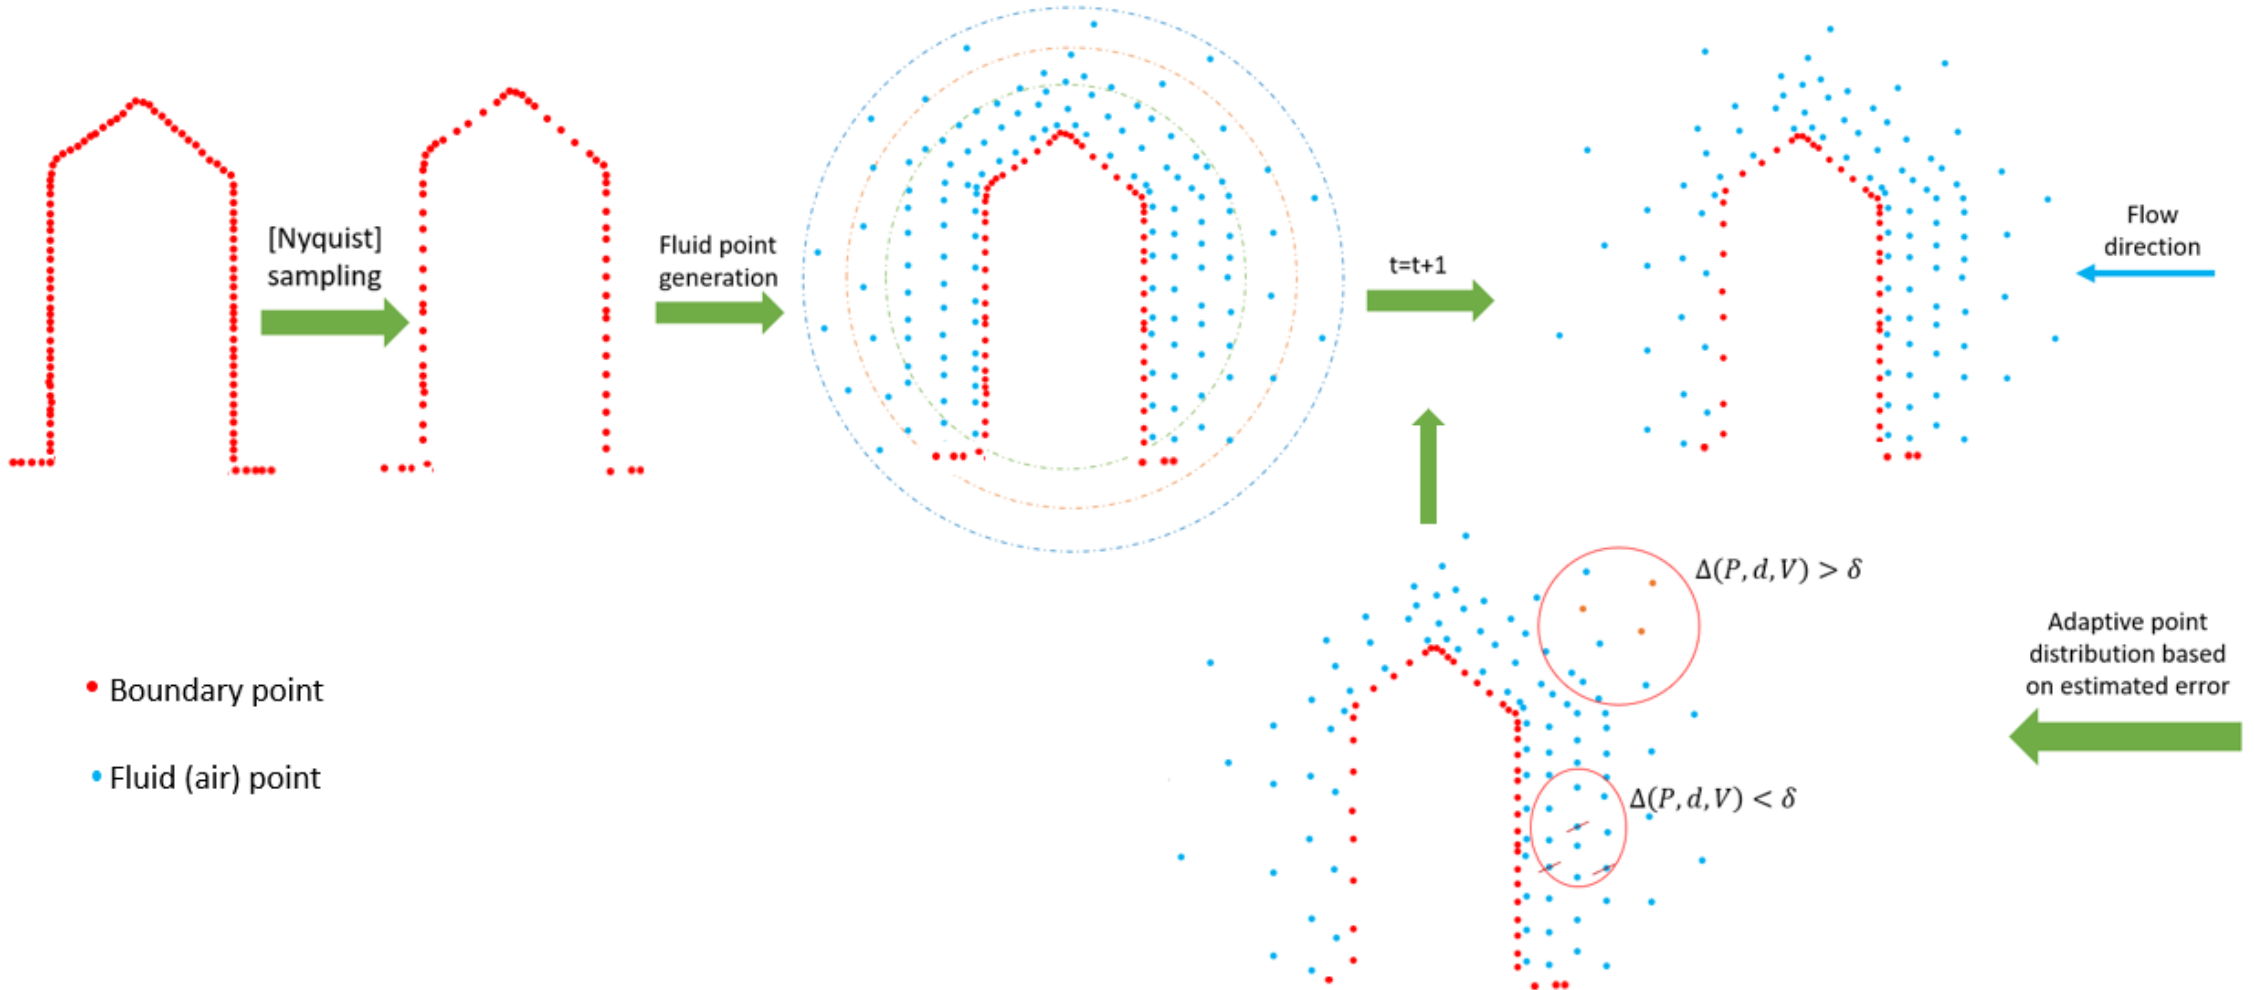 [Nyquist]
sampling
Fluid point
generation
t=t+1
Flow
direction
Δ(P, d, V) > δ
Adaptive point
distribution based
on estimated error
Δ(P, d, V) < δ
Boundary point
Fluid (air) point